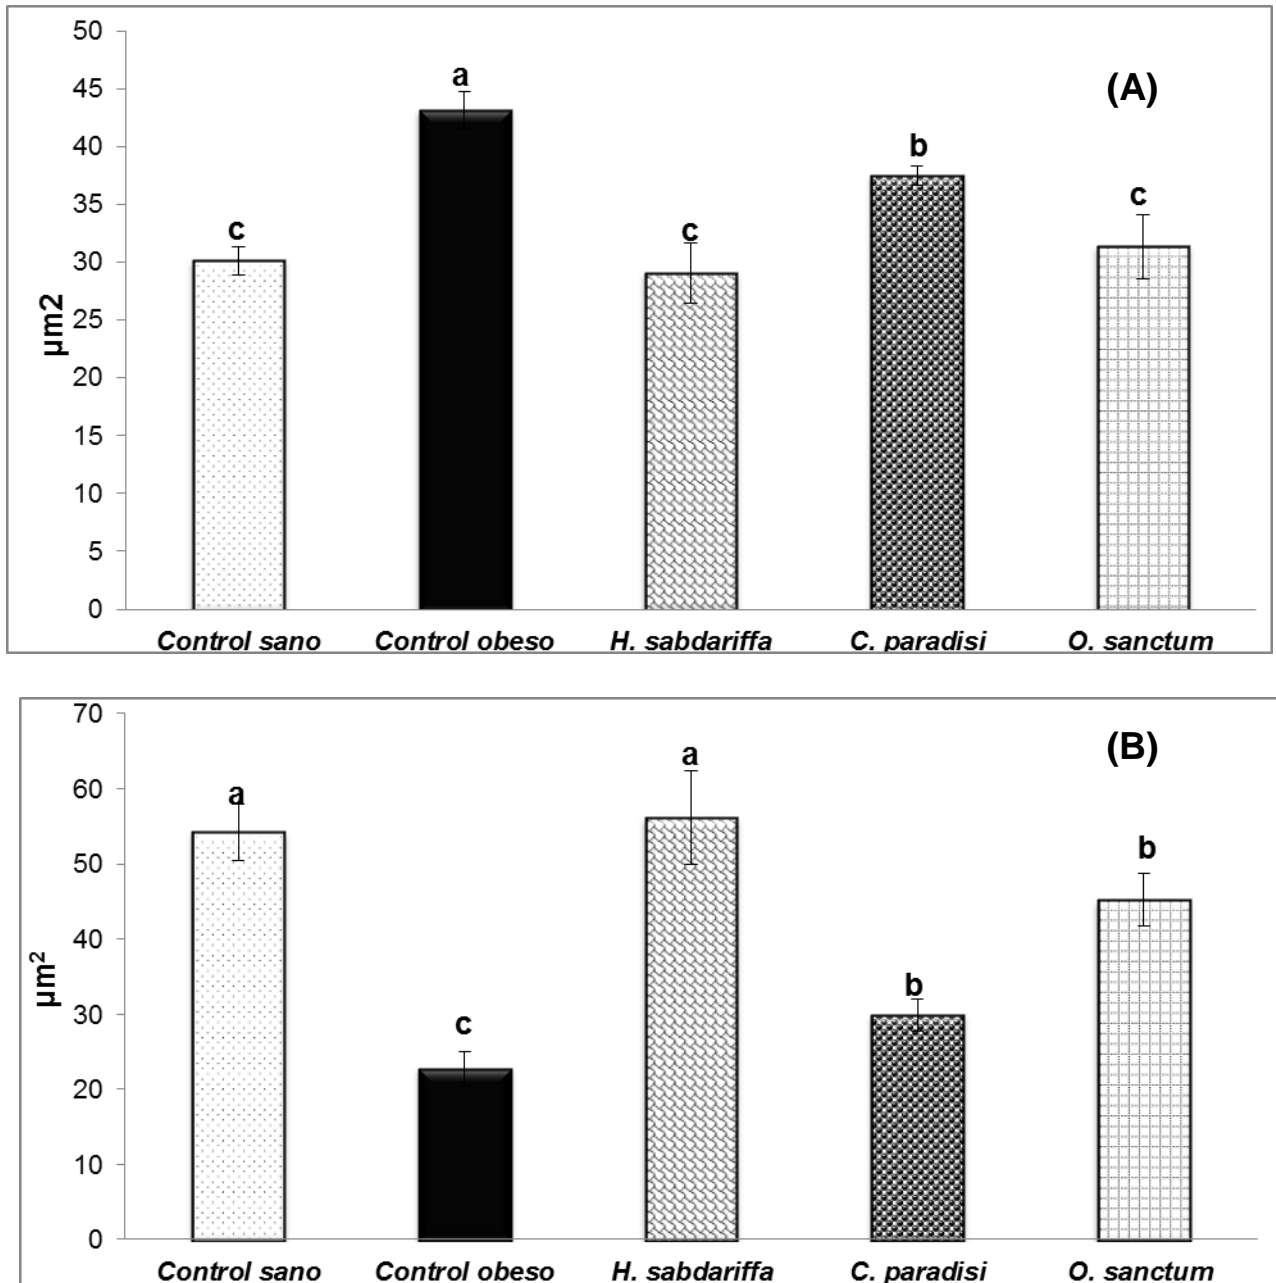 50
(A)
a
45
40
b
35
c
c
c
30
25
µm2
20
15
10
5
0
Control sano Control obeso H. sabdariffa C. paradisi O. sanctum
70
(B)
a
60
a
50
b
40
µm²
30
b
c
20
10
0
Control sano Control obeso H. sabdariffa C. paradisi O. sanctum